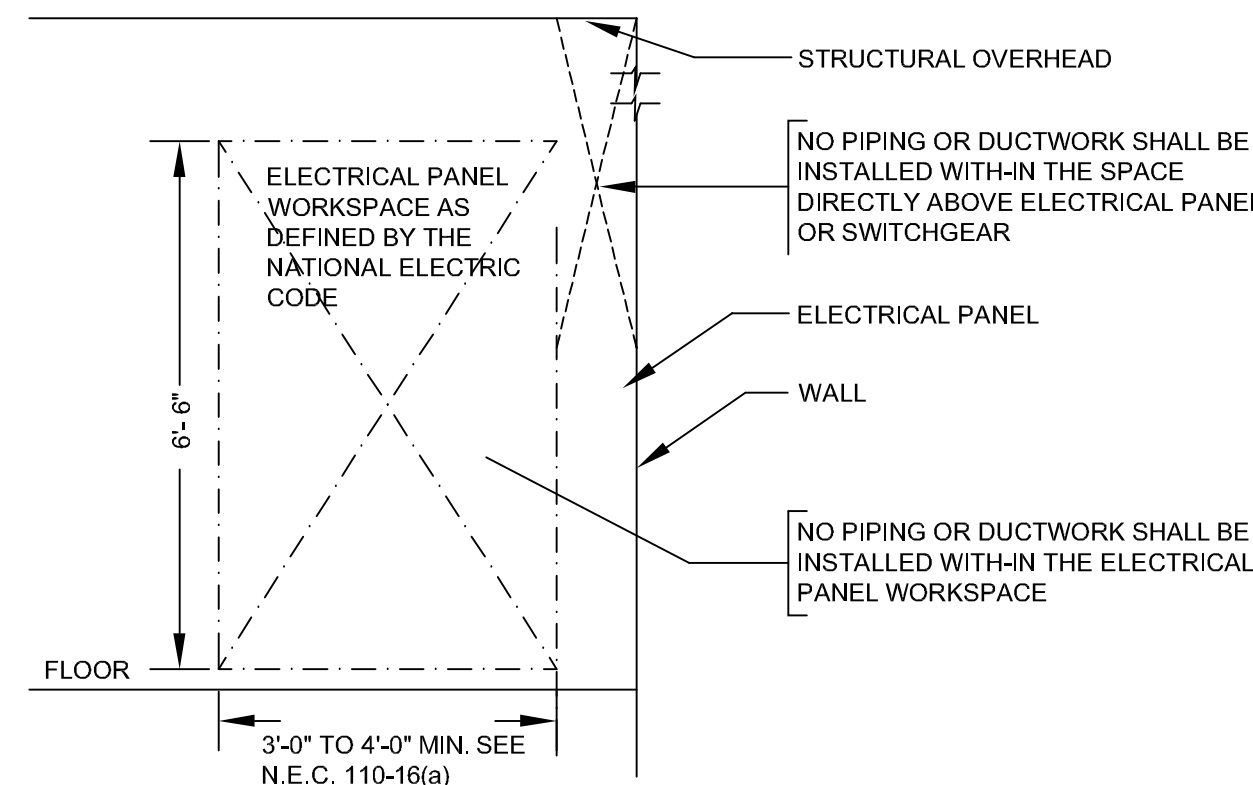 STRUCTURAL OVERHEAD
NO PIPING OR DUCTWORK SHALL BE
INSTALLED WITH-IN THE SPACE
DIRECTLY ABOVE ELECTRICAL PANEL
OR SWITCHGEAR
ELECTRICAL PANEL
WORKSPACE AS
DEFINED BY THE
NATIONAL ELECTRIC
CODE
ELECTRICAL PANEL
WALL
6'- 6"
NO PIPING OR DUCTWORK SHALL BE
INSTALLED WITH-IN THE ELECTRICAL
PANEL WORKSPACE
FLOOR
3'-0" TO 4'-0" MIN. SEE
N.E.C. 110-16(a)